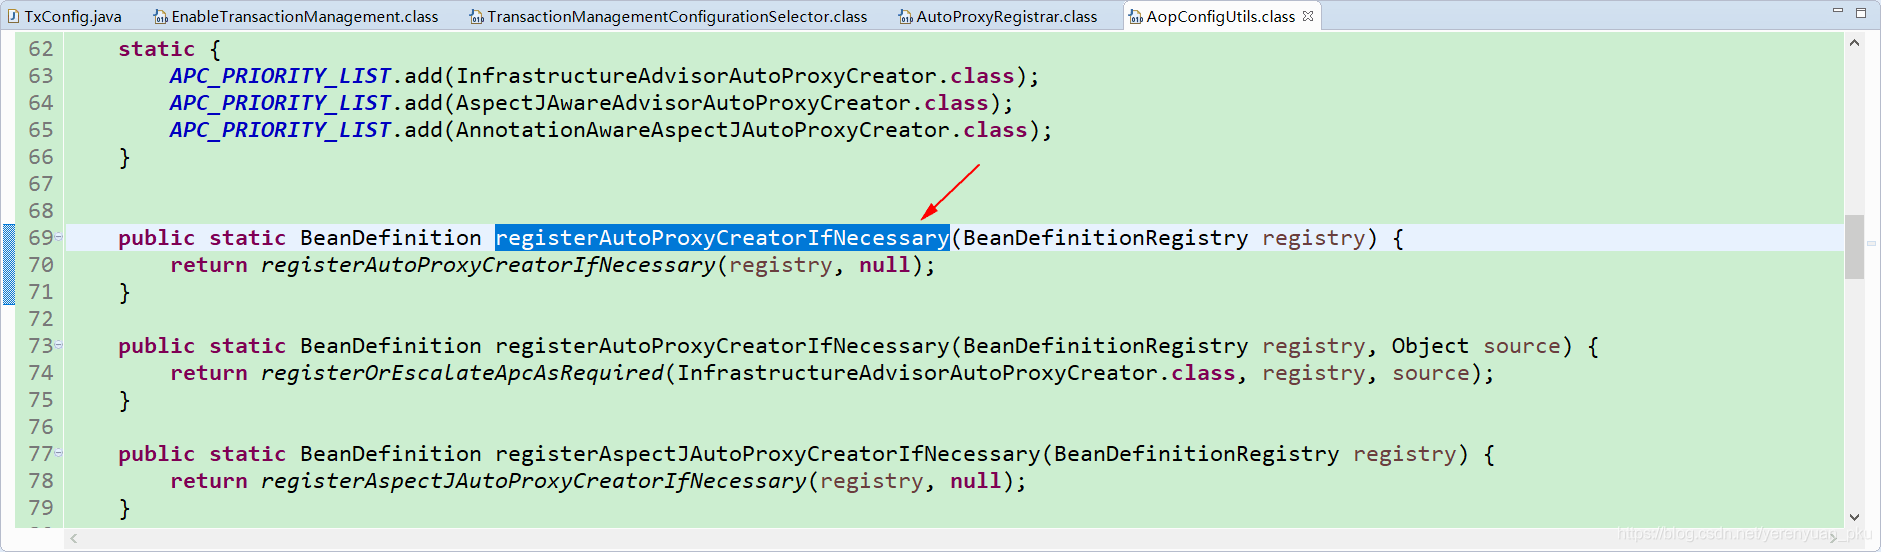 TxConfig.java EnableTransactionManagement.class TransactionManagementConfigurationSelector.class AutoProxyRegistrar.class AopConfigUtils.class
62 static {
63 APC_PRIORITY_LIST.add(InfrastructureAdvisorAutoProxyCreator.class);
64 APC_PRIORITY_LIST.add(AspectJAwareAdvisorAutoProxyCreator.class);
65 APC_PRIORITY_LIST.add(AnnotationAwareAspectJAutoProxyCreator.class);
66 }
67
68
69 public static BeanDefinition registerAutoProxyCreatorIfNecessary(BeanDefinitionRegistry registry) {
70 return registerAutoProxyCreatorIfNecessary(registry, null);
71 }
72
73 public static BeanDefinition registerAutoProxyCreatorIfNecessary(BeanDefinitionRegistry registry, Object source) {
74 return registerOrEscalateApcAsRequired(InfrastructureAdvisorAutoProxyCreator.class, registry, source);
75 }
76
77 public static BeanDefinition registerAspectJAutoProxyCreatorIfNecessary(BeanDefinitionRegistry registry) {
78 return registerAspectJAutoProxyCreatorIfNecessary(registry, null);
79 }
https://blog.csdn.net/yerenyuan_pku